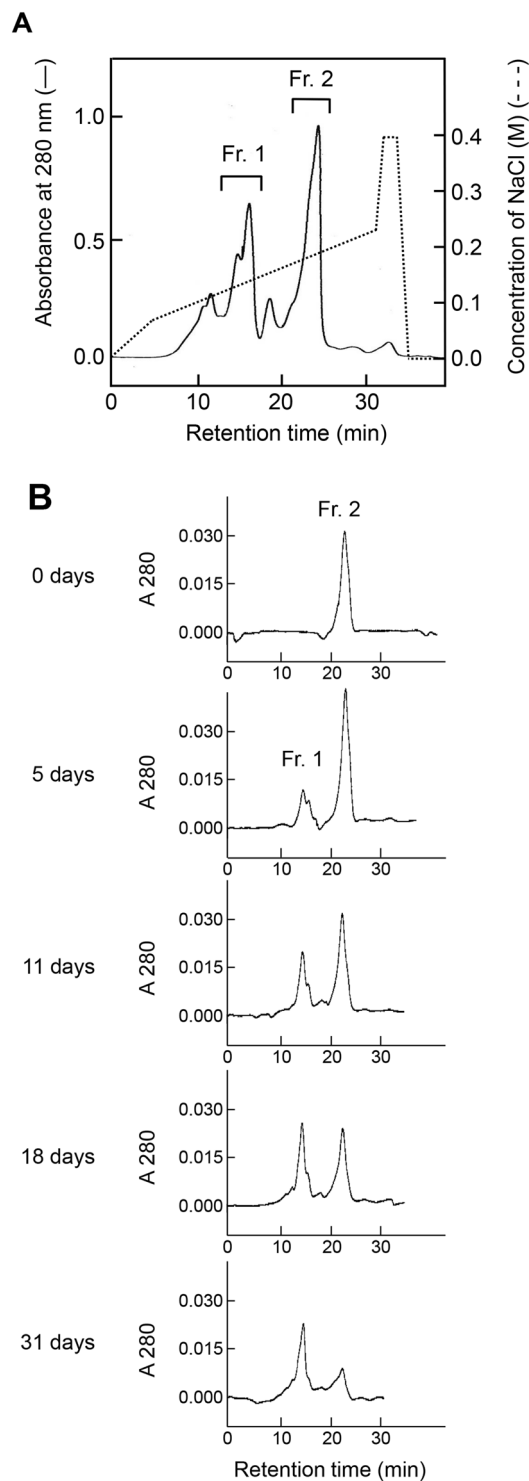 A
Absorbance at 280 nm (—)
Concentration of NaCl (M) (- - -)
Fr. 1
Fr. 2
1.0
0.5
0.0
0.4
0.3
0.2
0.1
0.0
0 10 20 30
Retention time (min)
B
0 days
A 280
Fr. 2
0.030
0.015
0.000
0 10 20 30
5 days
A 280
Fr. 1
0.030
0.015
0.000
0 10 20 30
11 days
A 280
0.030
0.015
0.000
0 10 20 30
18 days
A 280
0.030
0.015
0.000
0 10 20 30
31 days
A 280
0.030
0.015
0.000
0 10 20 30
Retention time (min)